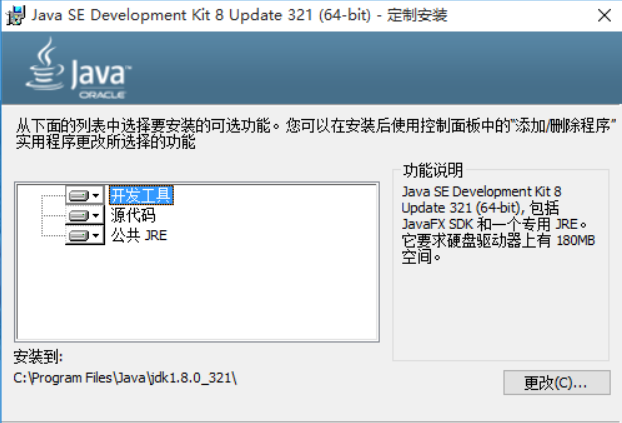 Java SE Development Kit 8 Update 321 (64-bit) - 定制安装
Java
ORACLE
从下面的列表中选择要安装的可选功能。您可以在安装后使用控制面板中的"添加/删除程序"
实用程序更改所选择的功能
开发工具
源代码
公共 JRE
功能说明
Java SE Development Kit 8
Update 321 (64-bit), 包括
JavaFX SDK 和一个专用 JRE。
它要求硬盘驱动器上有 180MB
空间。
安装到:
C:\Program Files\Java\jdk1.8.0_321\
更改(C)...